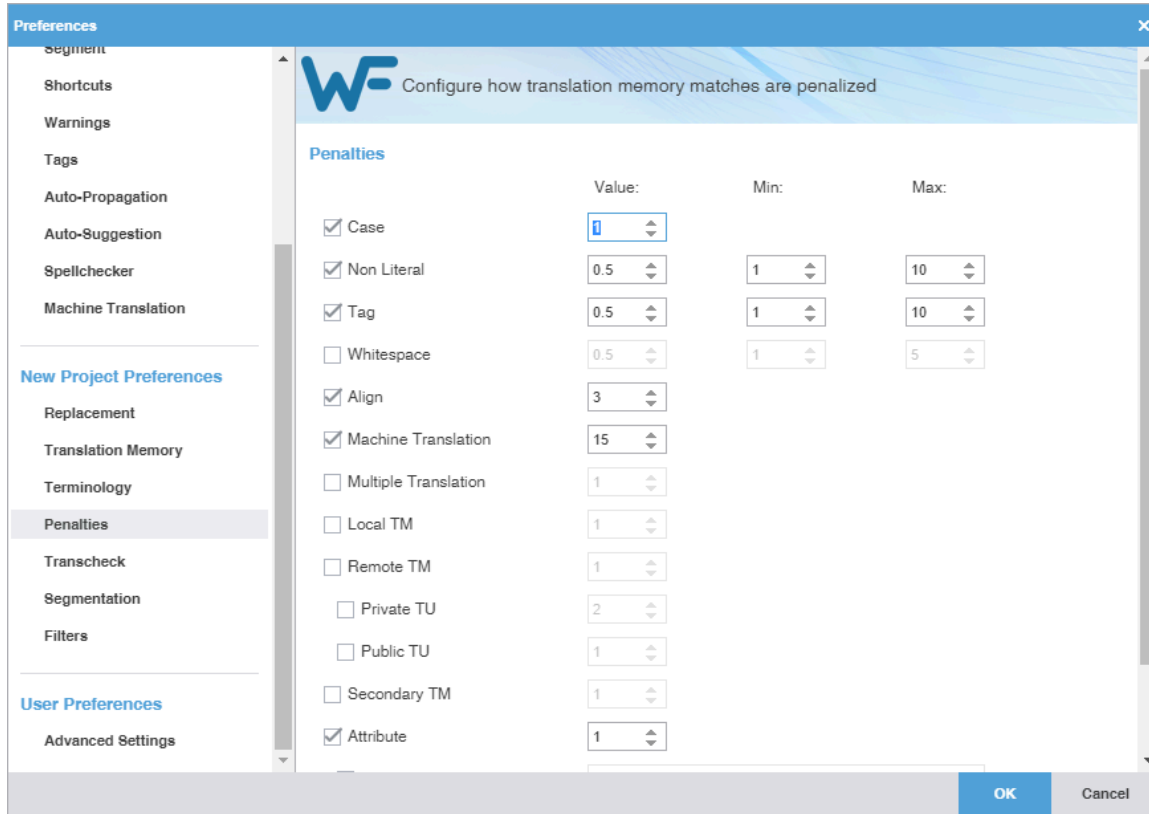 Preferences
Segment
Shortcuts
Warnings
Tags
Auto-Propagation
Auto-Suggestion
Spellchecker
Machine Translation
New Project Preferences
Replacement
Translation Memory
Terminology
Penalties
Transcheck
Segmentation
Filters
User Preferences
Advanced Settings
WF Configure how translation memory matches are penalized
Penalties
Value: Min: Max:
Case 1
Non Literal 0.5 1 10
Tag 0.5 1 10
Whitespace 0.5 1 5
Align 3
Machine Translation 15
Multiple Translation 1
Local TM 1
Remote TM 1
Private TU 2
Public TU 1
Secondary TM 1
Attribute 1
OK Cancel